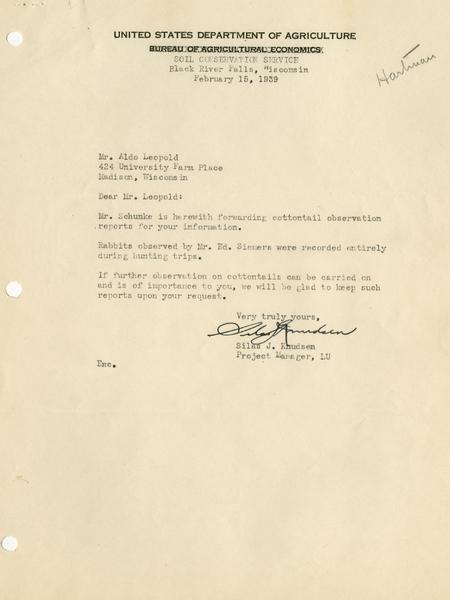 UNITED STATES DEPARTMENT OF AGRICULTURE
BUREAU OF AGRICULTURAL ECONOMICS
SOIL CONSERVATION SERVICE
Black River Falls, Wisconsin
February 15, 1939
Hartman
Mr. Aldo Leopold
424 University Farm Place
Madison, Wisconsin
Dear Mr. Leopold:
Mr. Schunke is herewith forwarding cottontail observation
reports for your information.
Rabbits observed by Mr. Ed. Siemers were recorded entirely
during hunting trips.
If further observation on cottontails can be carried on
and is of importance to you, we will be glad to keep such
reports upon your request.
Very truly yours,
Silas J. Knudsen
Silas J. Knudsen
Project Manager, LU
Enc.